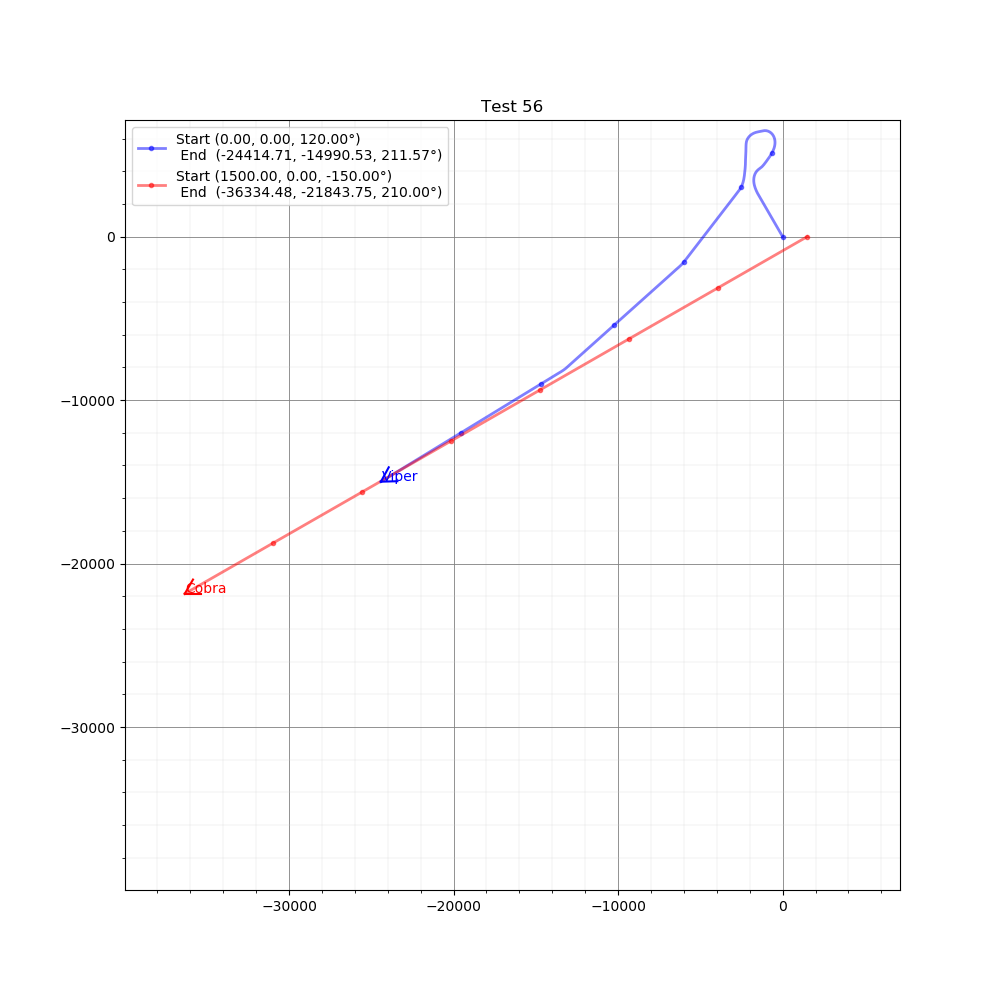 Test 56
Start (0.00, 0.00, 120.00°)
End (-24414.71, -14990.53, 211.57°)
Start (1500.00, 0.00, -150.00°)
End (-36334.48, -21843.75, 210.00°)
0
−10000
−20000
−30000
Viper
Cobra
−30000
−20000
−10000
0